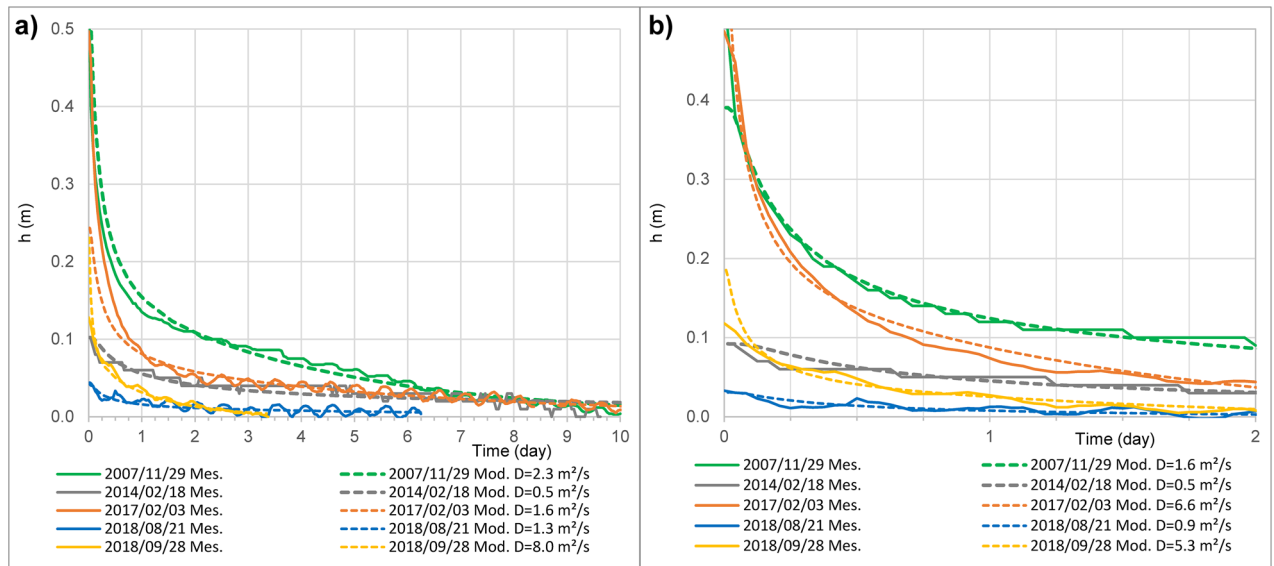 a)
0.5
0.4
0.3
0.2
0.1
0.0
h (m)
0 1 2 3 4 5 6 7 8 9 10
Time (day)
2007/11/29 Mes. 2007/11/29 Mod. D=2.3 m²/s
2014/02/18 Mes. 2014/02/18 Mod. D=0.5 m²/s
2017/02/03 Mes. 2017/02/03 Mod. D=1.6 m²/s
2018/08/21 Mes. 2018/08/21 Mod. D=1.3 m²/s
2018/09/28 Mes. 2018/09/28 Mod. D=8.0 m²/s
b)
0.4
0.3
0.2
0.1
0.0
h (m)
0 1 2
Time (day)
2007/11/29 Mes. 2007/11/29 Mod. D=1.6 m²/s
2014/02/18 Mes. 2014/02/18 Mod. D=0.5 m²/s
2017/02/03 Mes. 2017/02/03 Mod. D=6.6 m²/s
2018/08/21 Mes. 2018/08/21 Mod. D=0.9 m²/s
2018/09/28 Mes. 2018/09/28 Mod. D=5.3 m²/s